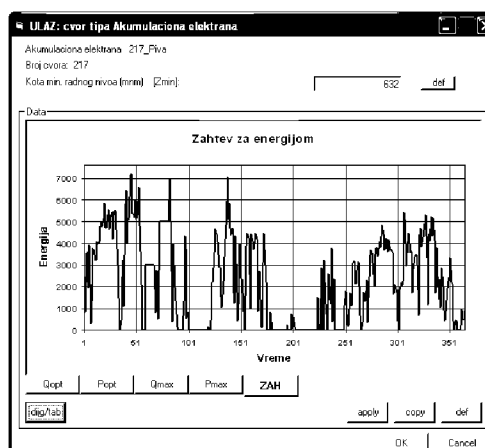 ULAZ: cvor tipa Akumulaciona elektrana
Akumulaciona elektrana 217_Piva
Broj cvora: 217
Kota min. radnog nivoa (mnm) (Zmin): 632 def
Data
Zahtev za energijom
Energija
7000
6000
5000
4000
3000
2000
1000
0
1 51 101 151 201 251 301 351
Vreme
Qopt Popt Qmax Pmax ZAH
dijg/tab apply copy def
OK Cancel